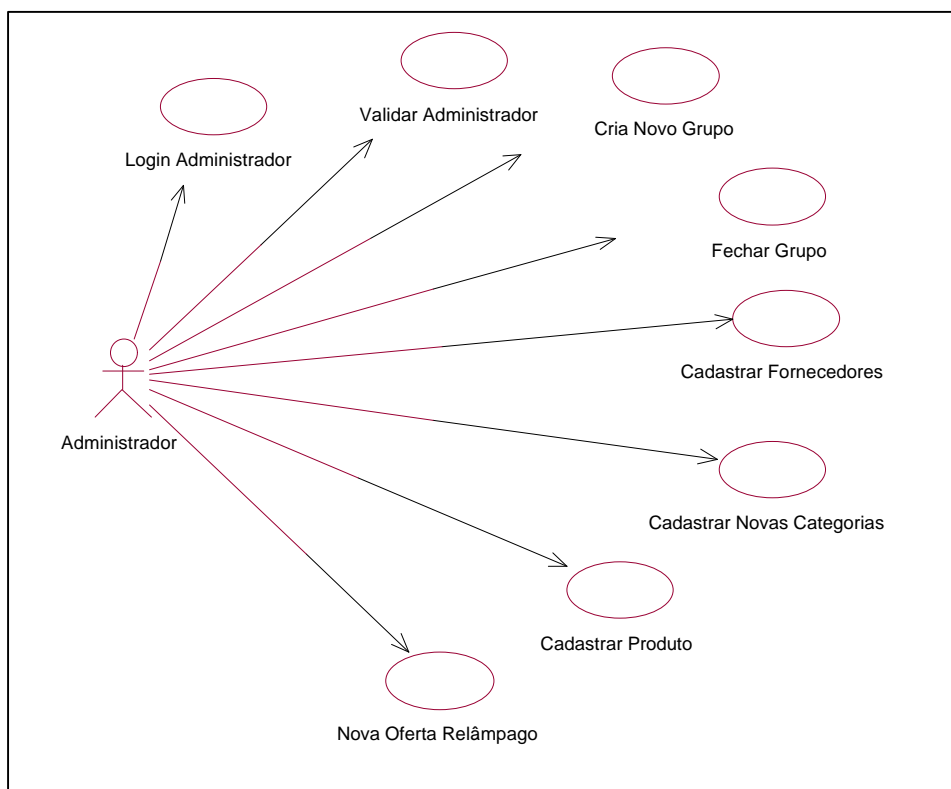 Validar Administrador
Cria Novo Grupo
Login Administrador
Fechar Grupo
Cadastrar Fornecedores
Administrador
Cadastrar Novas Categorias
Cadastrar Produto
Nova Oferta Relâmpago